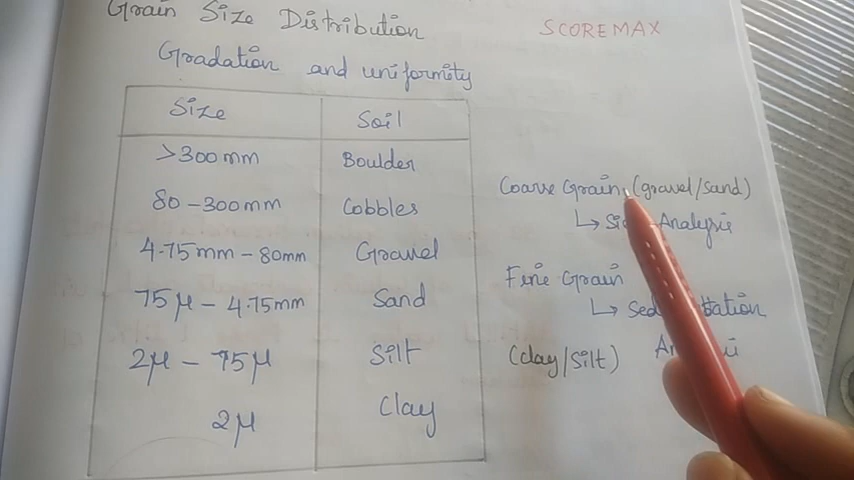 Grain Size Distribution
SCOREMAX
Gradation and uniformity
Size Soil
>300mm Boulder
80-300mm Cobbles
4.75mm - 80mm Gravel
75μ - 4.75mm Sand
2μ - 75μ Silt
2μ Clay
Coarse Grain (gravel/sand)
↳ Analysis
Fine Grain
↳
(clay/silt)